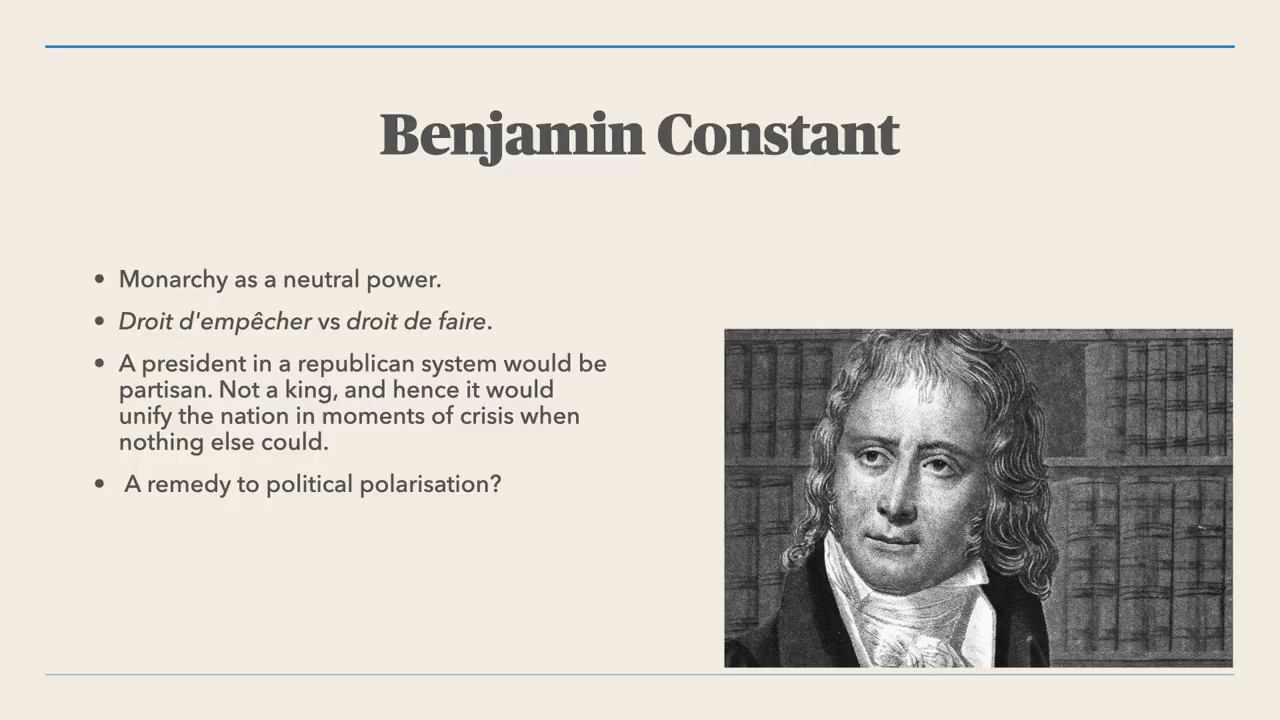 Benjamin Constant
• Monarchy as a neutral power.
• Droit d'empêcher vs droit de faire.
• A president in a republican system would be
partisan. Not a king, and hence it would
unify the nation in moments of crisis when
nothing else could.
• A remedy to political polarisation?